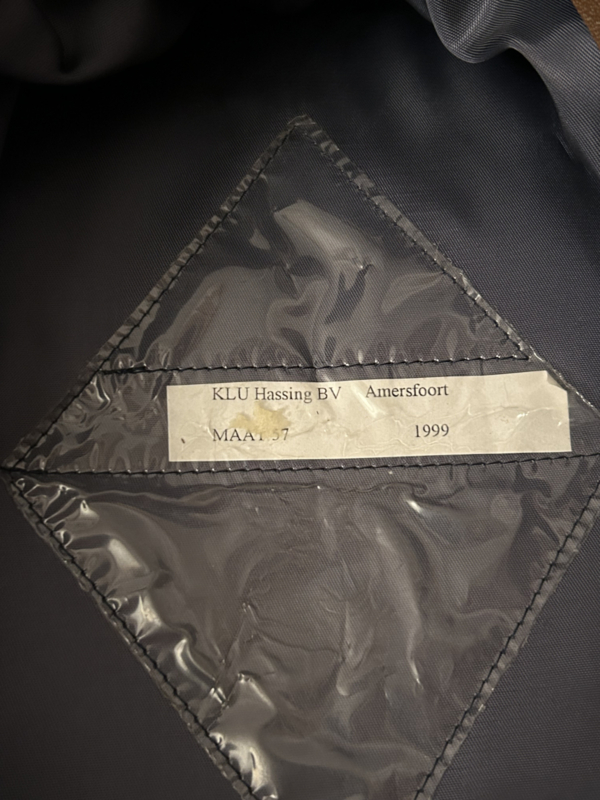 KLU Hassing BV Amersfoort
MAAT 57 1999